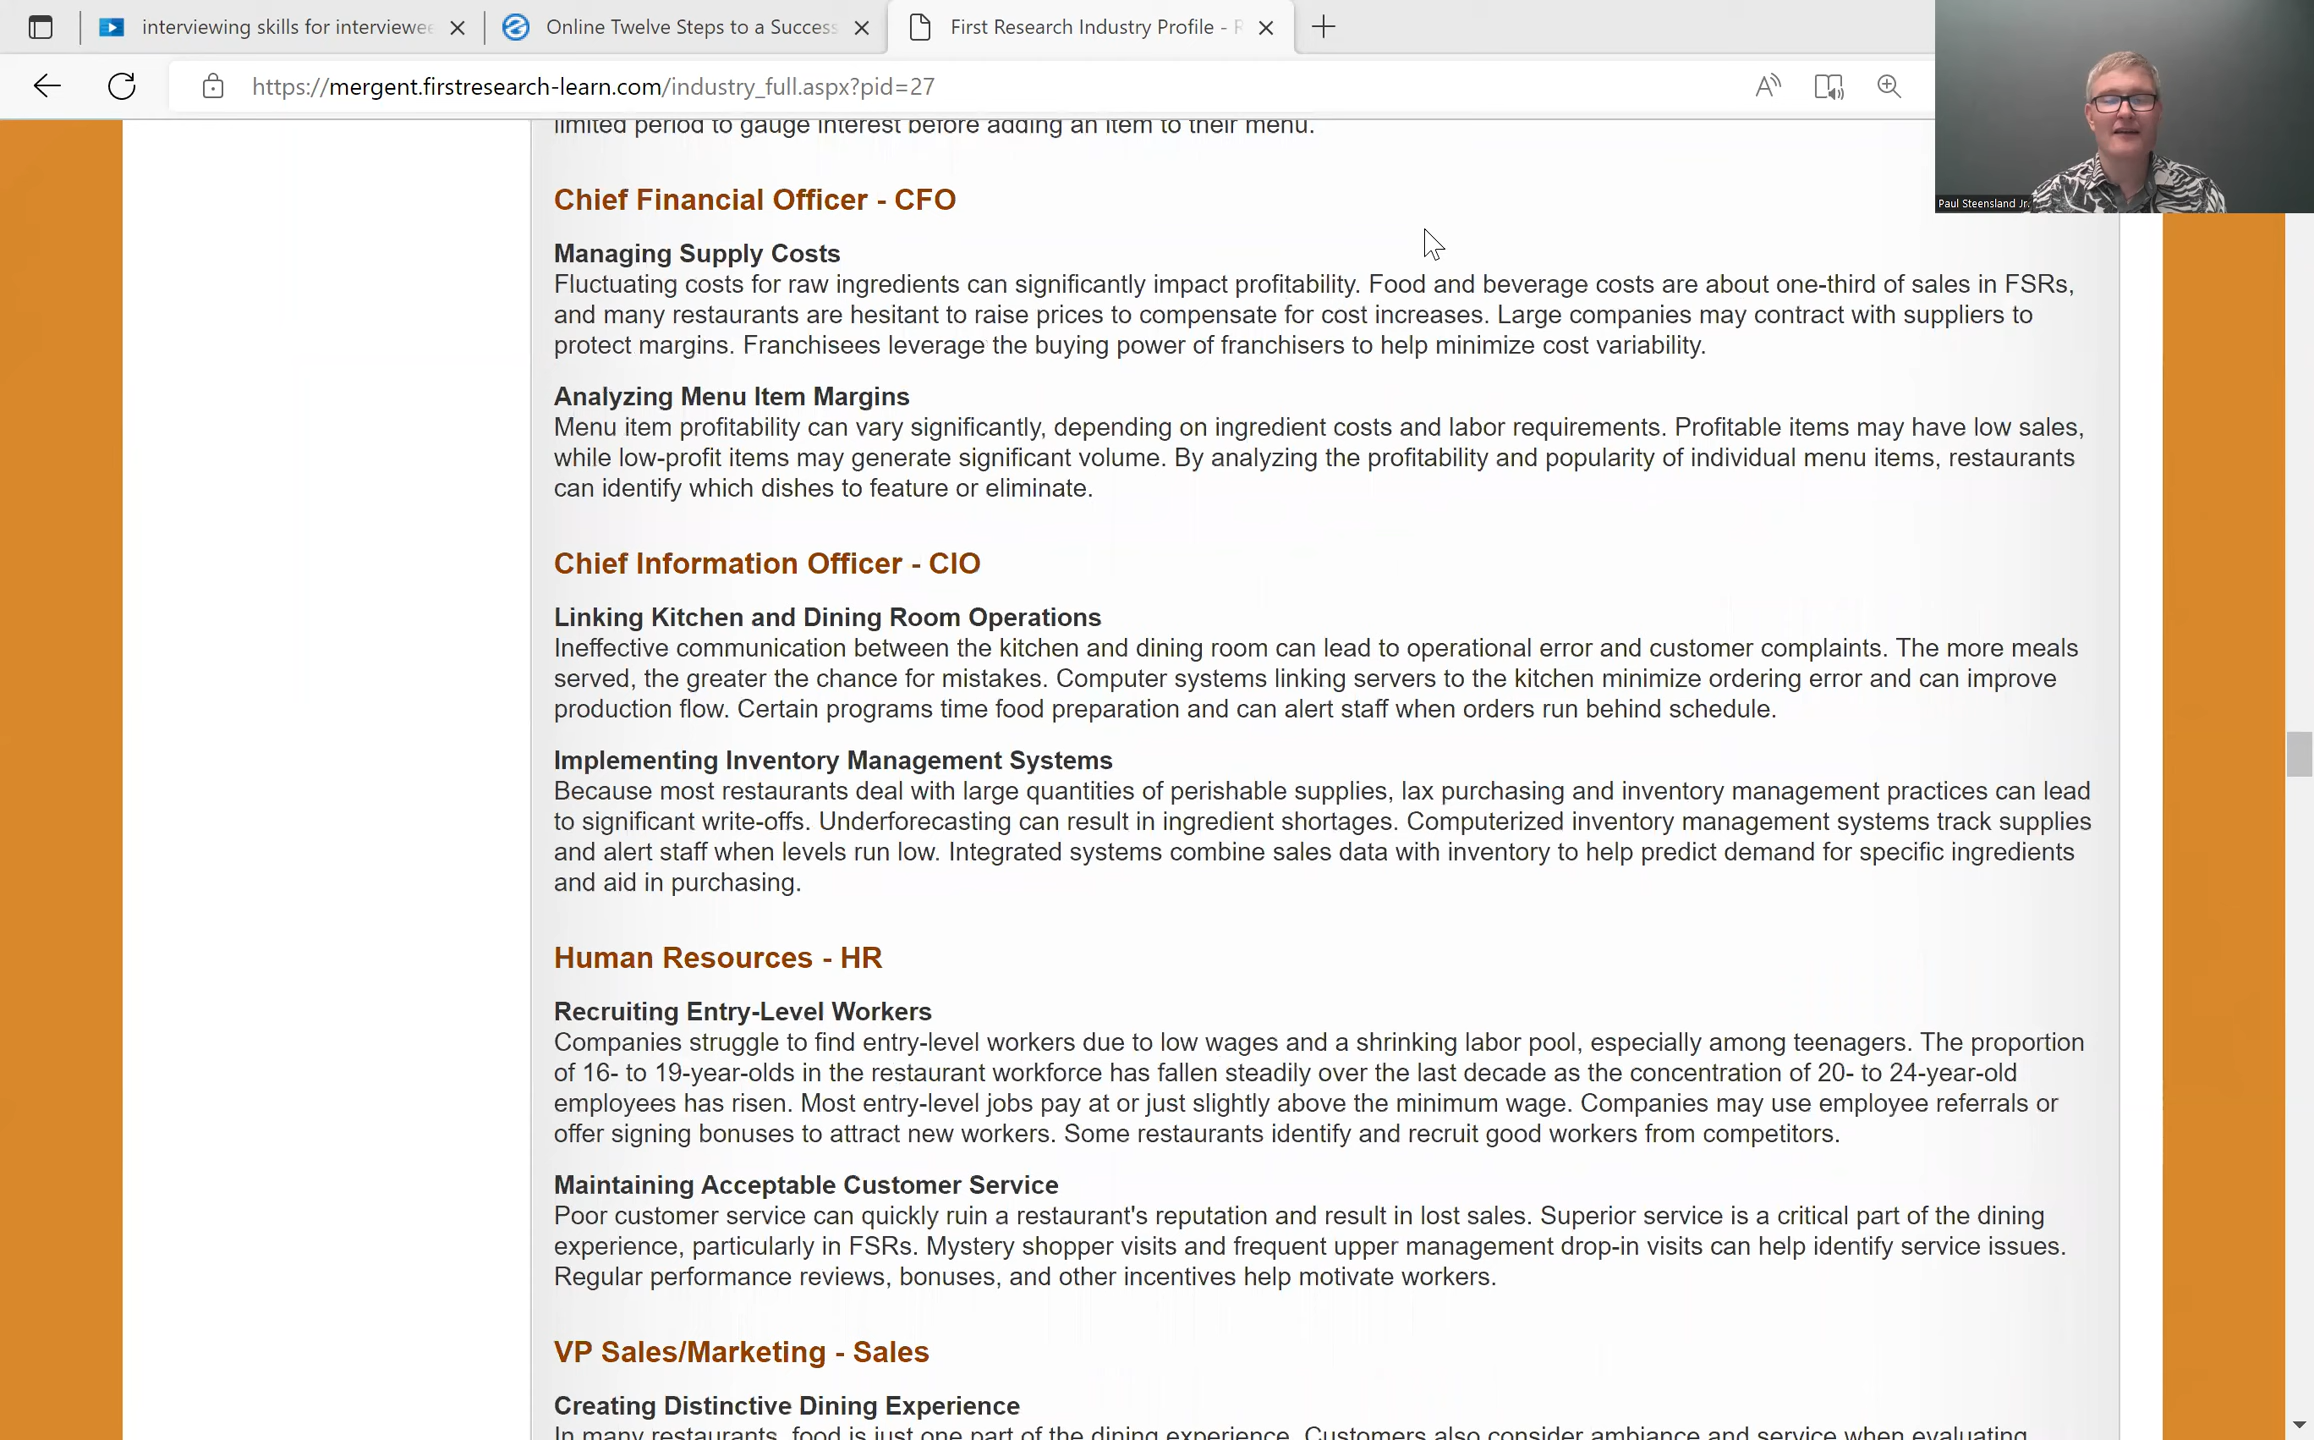 interviewing skills for interviewee
Online Twelve Steps to a Success
First Research Industry Profile - R
https://mergent.firstresearch-learn.com/industry_full.aspx?pid=27
Paul Steensland Jr.
limited period to gauge interest before adding an item to their menu.
Chief Financial Officer - CFO
Managing Supply Costs
Fluctuating costs for raw ingredients can significantly impact profitability. Food and beverage costs are about one-third of sales in FSRs,
and many restaurants are hesitant to raise prices to compensate for cost increases. Large companies may contract with suppliers to
protect margins. Franchisees leverage the buying power of franchisers to help minimize cost variability.
Analyzing Menu Item Margins
Menu item profitability can vary significantly, depending on ingredient costs and labor requirements. Profitable items may have low sales,
while low-profit items may generate significant volume. By analyzing the profitability and popularity of individual menu items, restaurants
can identify which dishes to feature or eliminate.
Chief Information Officer - CIO
Linking Kitchen and Dining Room Operations
Ineffective communication between the kitchen and dining room can lead to operational error and customer complaints. The more meals
served, the greater the chance for mistakes. Computer systems linking servers to the kitchen minimize ordering error and can improve
production flow. Certain programs time food preparation and can alert staff when orders run behind schedule.
Implementing Inventory Management Systems
Because most restaurants deal with large quantities of perishable supplies, lax purchasing and inventory management practices can lead
to significant write-offs. Underforecasting can result in ingredient shortages. Computerized inventory management systems track supplies
and alert staff when levels run low. Integrated systems combine sales data with inventory to help predict demand for specific ingredients
and aid in purchasing.
Human Resources - HR
Recruiting Entry-Level Workers
Companies struggle to find entry-level workers due to low wages and a shrinking labor pool, especially among teenagers. The proportion
of 16- to 19-year-olds in the restaurant workforce has fallen steadily over the last decade as the concentration of 20- to 24-year-old
employees has risen. Most entry-level jobs pay at or just slightly above the minimum wage. Companies may use employee referrals or
offer signing bonuses to attract new workers. Some restaurants identify and recruit good workers from competitors.
Maintaining Acceptable Customer Service
Poor customer service can quickly ruin a restaurant's reputation and result in lost sales. Superior service is a critical part of the dining
experience, particularly in FSRs. Mystery shopper visits and frequent upper management drop-in visits can help identify service issues.
Regular performance reviews, bonuses, and other incentives help motivate workers.
VP Sales/Marketing - Sales
Creating Distinctive Dining Experience
In many restaurants, food is just one part of the dining experience. Customers also consider ambiance and service when evaluating